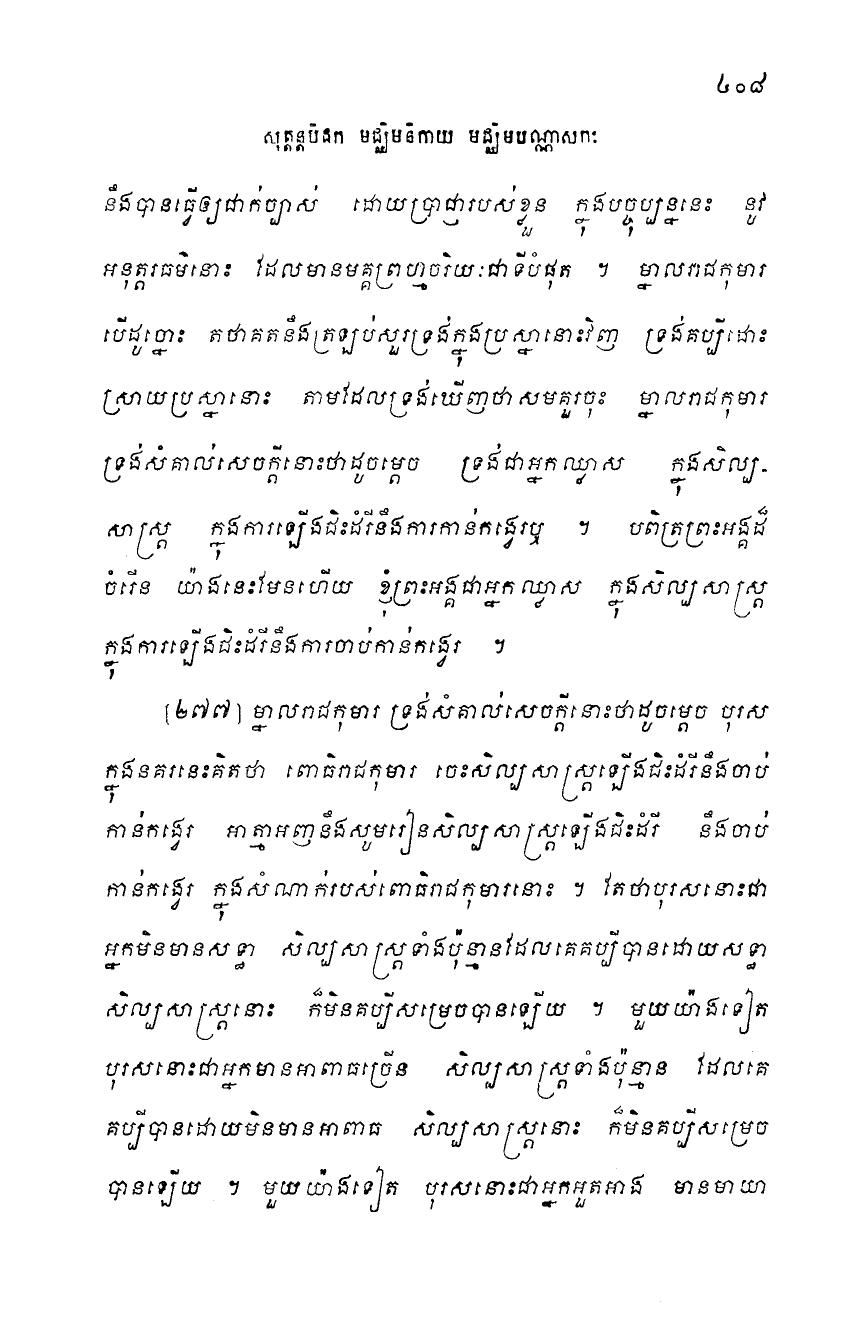 ៤០៨
សុត្តន្តបិដក មជ្ឈិមនិកាយ មជ្ឈិមបណ្ណាសកៈ
នឹងបានធ្វើឲ្យជាក់ច្បាស់ ដោយប្រាជ្ញារបស់ខ្លួន ក្នុងបច្ចុប្បន្ននេះ នូវ
អនុត្តរធម៌នោះ ដែលមានមគ្គព្រហ្មចរិយៈជាទីបំផុត ។ ម្នាលរាជកុមារ
បើដូច្នោះ តថាគតនឹងត្រឡប់សួរទ្រង់ក្នុងប្រស្នានោះវិញ ទ្រង់គប្បីដោះ
ស្រាយប្រស្នានោះ តាមដែលទ្រង់ឃើញថាសមគួរចុះ ម្នាលរាជកុមារ
ទ្រង់សំគាល់សេចក្តីនោះថាដូចម្តេច ទ្រង់ជាអ្នកឈ្លាស ក្នុងសិល្ប-
សាស្ត្រ ក្នុងការឡើងជិះដំរីនឹងការកាន់កង្វេរឬ ។ បពិត្រព្រះអង្គដ៏
ចំរើន យ៉ាងនេះមែនហើយ ខ្ញុំព្រះអង្គជាអ្នកឈ្លាស ក្នុងសិល្បសាស្ត្រ
ក្នុងការឡើងជិះដំរីនឹងការចាប់កាន់កង្វេរ ។
[២៧៧] ម្នាលរាជកុមារ ទ្រង់សំគាល់សេចក្តីនោះថាដូចម្តេច បុរស
ក្នុងនគរនេះគិតថា ពោធិរាជកុមារ ចេះសិល្បសាស្ត្រឡើងជិះដំរីនឹងចាប់
កាន់កង្វេរ អាត្មាអញនឹងសូមរៀនសិល្បសាស្ត្រឡើងជិះដំរី នឹងចាប់
កាន់កង្វេរ ក្នុងសំណាក់របស់ពោធិរាជកុមារនោះ ។ តែថាបុរសនោះជា
អ្នកមិនមានសទ្ធា សិល្បសាស្ត្រទាំងប៉ុន្មានដែលគេគប្បីបានដោយសទ្ធា
សិល្បសាស្ត្រនោះ ក៏មិនគប្បីសម្រេចបានឡើយ ។ មួយយ៉ាងទៀត
បុរសនោះជាអ្នកមានអាពាធច្រើន សិល្បសាស្ត្រទាំងប៉ុន្មាន ដែលគេ
គប្បីបានដោយមិនមានអាពាធ សិល្បសាស្ត្រនោះ ក៏មិនគប្បីសម្រេច
បានឡើយ ។ មួយយ៉ាងទៀត បុរសនោះជាអ្នកអួតអាង មានមាយា